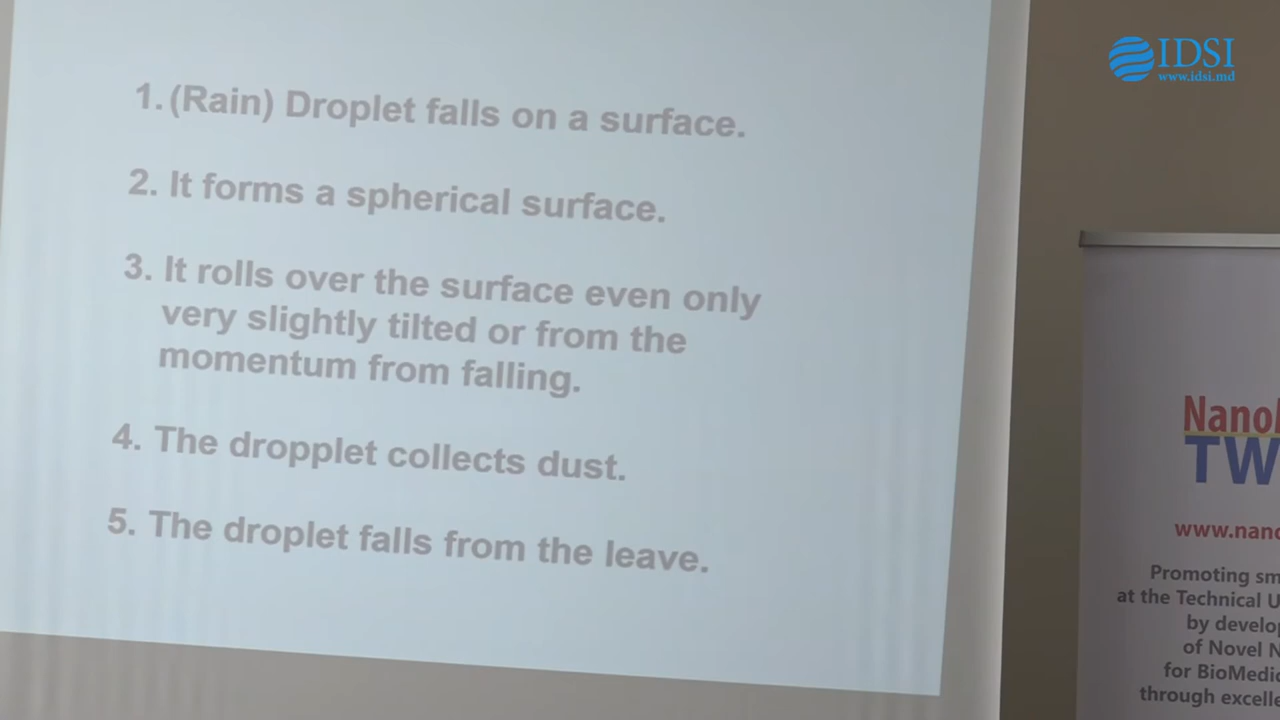 IDSI
www.idsi.md
1. (Rain) Droplet falls on a surface.
2. It forms a spherical surface.
3. It rolls over the surface even only
very slightly tilted or from the
momentum from falling.
4. The dropplet collects dust.
5. The droplet falls from the leave.
Nano
TW
www.nano
Promoting sm
at the Technical U
by develop
of Novel N
for BioMedic
through excelle